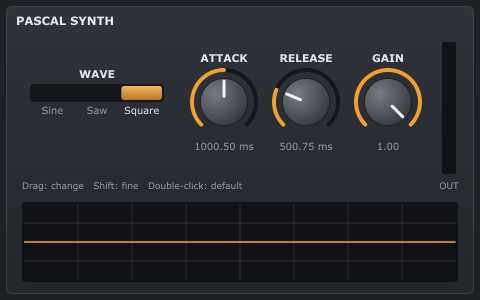 PASCAL SYNTH
WAVE
Sine Saw Square
ATTACK RELEASE GAIN
1000.50 ms 500.75 ms 1.00
Drag: change Shift: fine Double-click: default
OUT